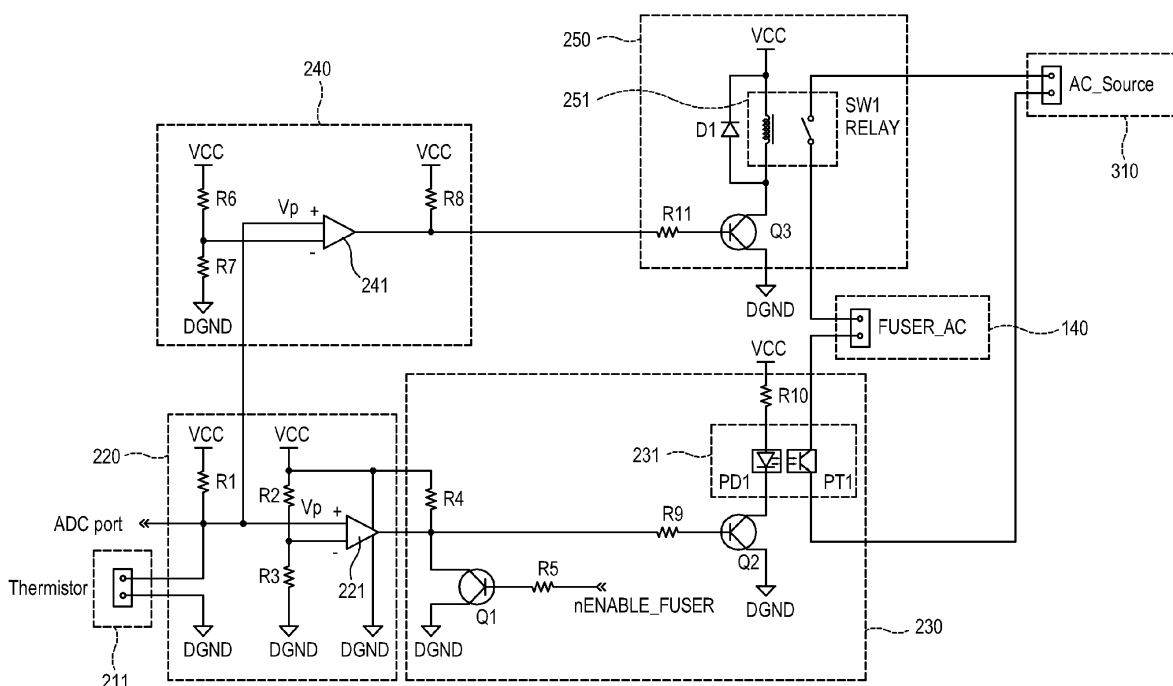 250
VCC
240
251
SW1
RELAY
D1
AC_Source
310
VCC
VCC
R6
R8
Vp
+
-
241
R7
DGND
R11
Q3
DGND
FUSER_AC
140
VCC
R10
220
VCC
VCC
R1
R2
Vp
+
-
R4
231
PD1
PT1
ADC port
R9
Q2
Thermistor
R3
221
R5
nENABLE_FUSER
Q1
DGND
DGND
DGND
DGND
DGND
230
211